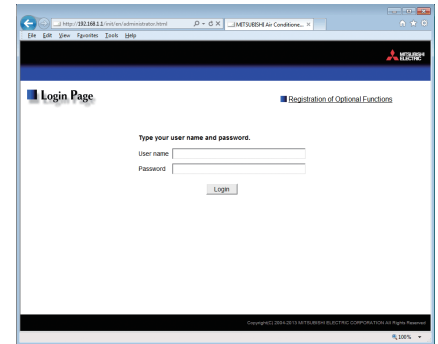 http://192.168.1.1/init/en/administrator.html
MITSUBISHI Air Conditione...
File Edit View Favorites Tools Help
MITSUBISHI
ELECTRIC
Login Page
Registration of Optional Functions
Type your user name and password.
User name
Password
Login
Copyright(C) 2004-2013 MITSUBISHI ELECTRIC CORPORATION All Rights Reserved
100%